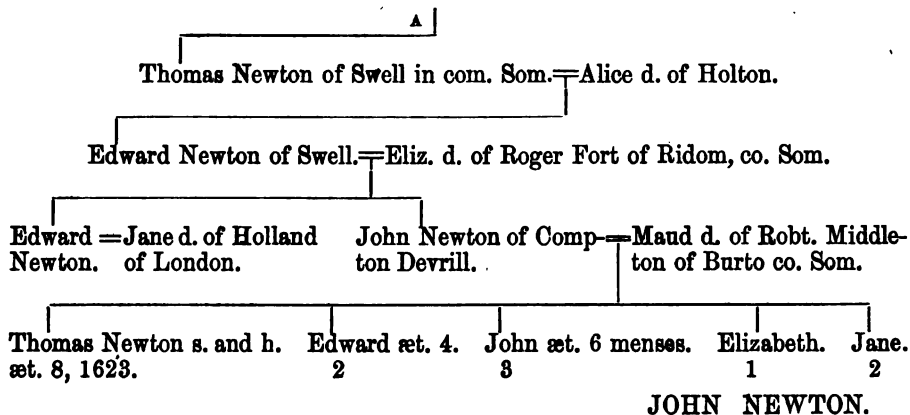 A
Thomas Newton of Swell in com. Som.=Alice d. of Holton.
Edward Newton of Swell.=Eliz. d. of Roger Fort of Ridom, co. Som.
Edward =Jane d. of Holland
Newton. of London.
John Newton of Comp-=Maud d. of Robt. Middle-
ton Devrill. ton of Burto co. Som.
Thomas Newton s. and h. Edward æt. 4. John æt. 6 menses. Elizabeth. Jane.
æt. 8, 1623. 2 3 1 2
JOHN NEWTON.